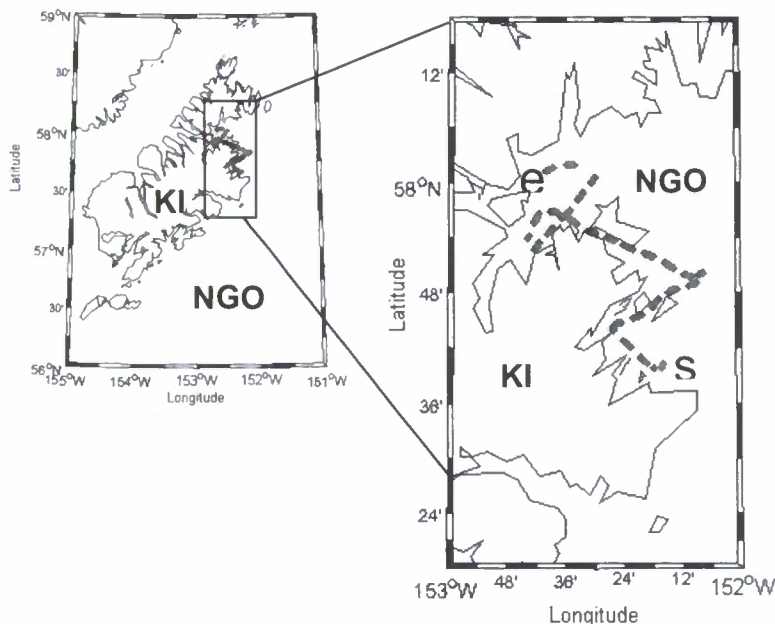 59°N
30'
58°N
30'
57°N
30'
56°N
155°W 154°W 153°W 152°W 151°W
Latitude
Longitude
KI
NGO
12'
58°N
48'
36'
24'
153°W 48' 36' 24' 12' 152°W
Latitude
Longitude
e
NGO
KI
S